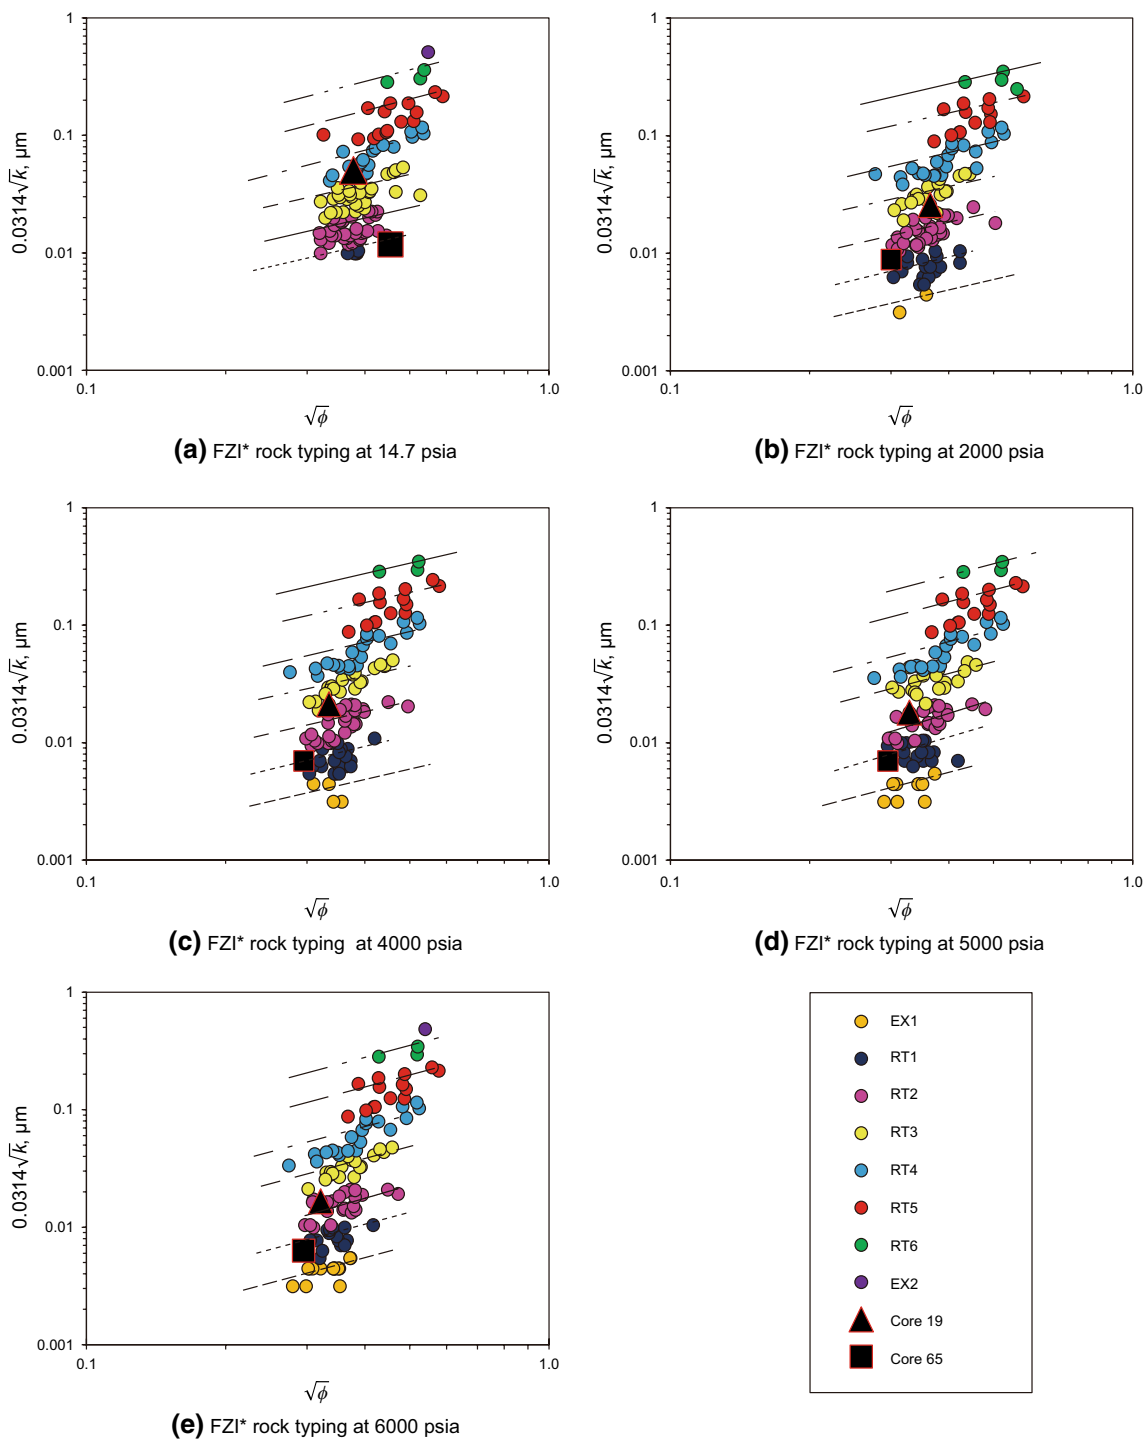 1
0.1
0.01
0.001
0.0314√k, µm
0.1
1.0
√ϕ
(a) FZI* rock typing at 14.7 psia
1
0.1
0.01
0.001
0.0314√k, µm
0.1
1.0
√ϕ
(b) FZI* rock typing at 2000 psia
1
0.1
0.01
0.001
0.0314√k, µm
0.1
1.0
√ϕ
(c) FZI* rock typing at 4000 psia
1
0.1
0.01
0.001
0.0314√k, µm
0.1
1.0
√ϕ
(d) FZI* rock typing at 5000 psia
1
0.1
0.01
0.001
0.0314√k, µm
0.1
1.0
√ϕ
(e) FZI* rock typing at 6000 psia
EX1
RT1
RT2
RT3
RT4
RT5
RT6
EX2
Core 19
Core 65